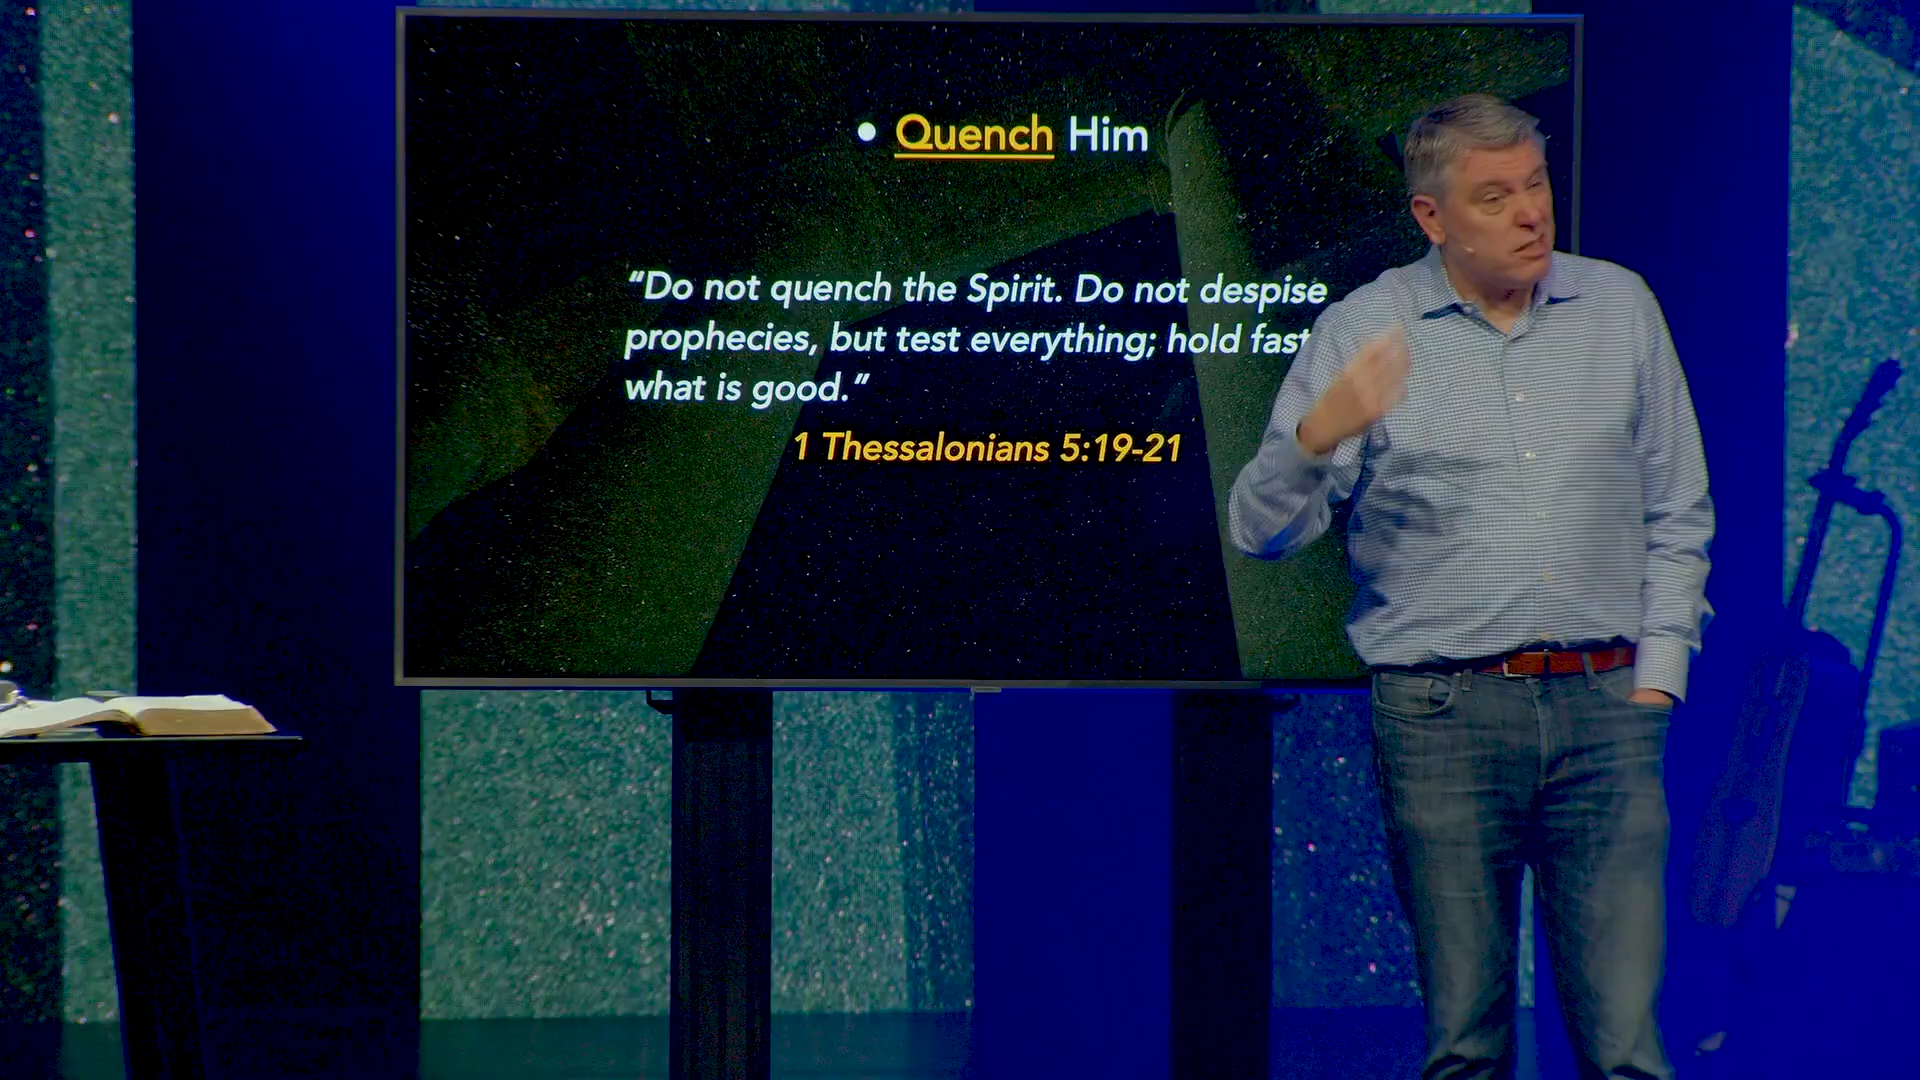 • Quench Him
“Do not quench the Spirit. Do not despise
prophecies, but test everything; hold fast
what is good.”
1 Thessalonians 5:19-21